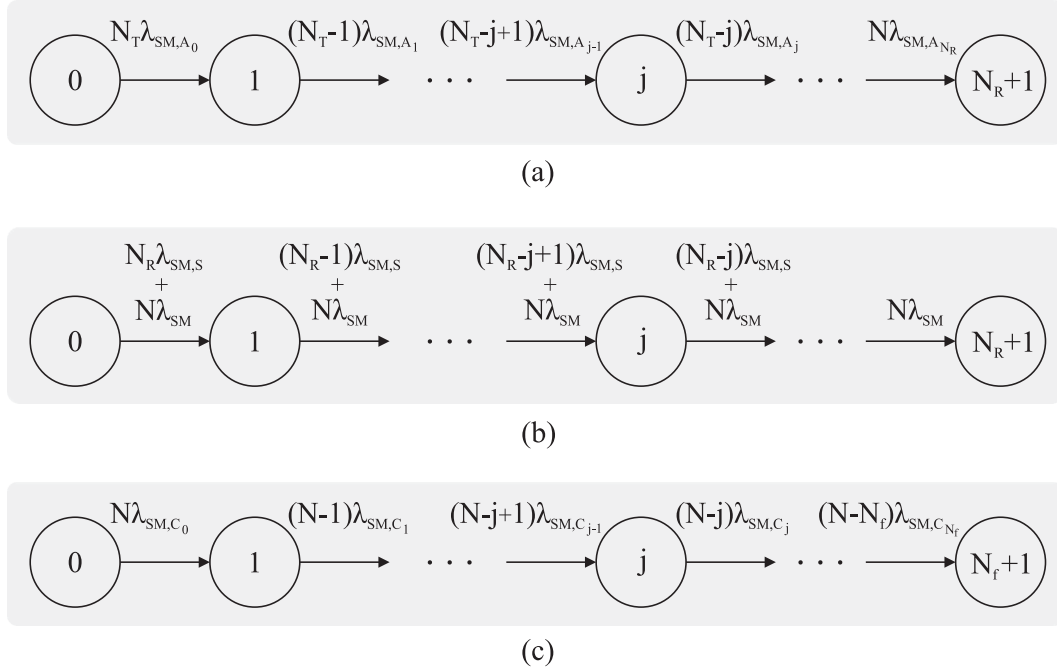 N_Tλ_SM,A_0 (N_T-1)λ_SM,A_1 (N_T-j+1)λ_SM,A_j-1 (N_T-j)λ_SM,A_j Nλ_SM,A_N_R
0 1 · · · j · · · N_R+1
(a)
N_Rλ_SM,S (N_R-1)λ_SM,S (N_R-j+1)λ_SM,S (N_R-j)λ_SM,S
+ + + +
Nλ_SM Nλ_SM Nλ_SM Nλ_SM Nλ_SM
0 1 · · · j · · · N_R+1
(b)
Nλ_SM,C_0 (N-1)λ_SM,C_1 (N-j+1)λ_SM,C_j-1 (N-j)λ_SM,C_j (N-N_f)λ_SM,C_N_f
0 1 · · · j · · · N_f+1
(c)